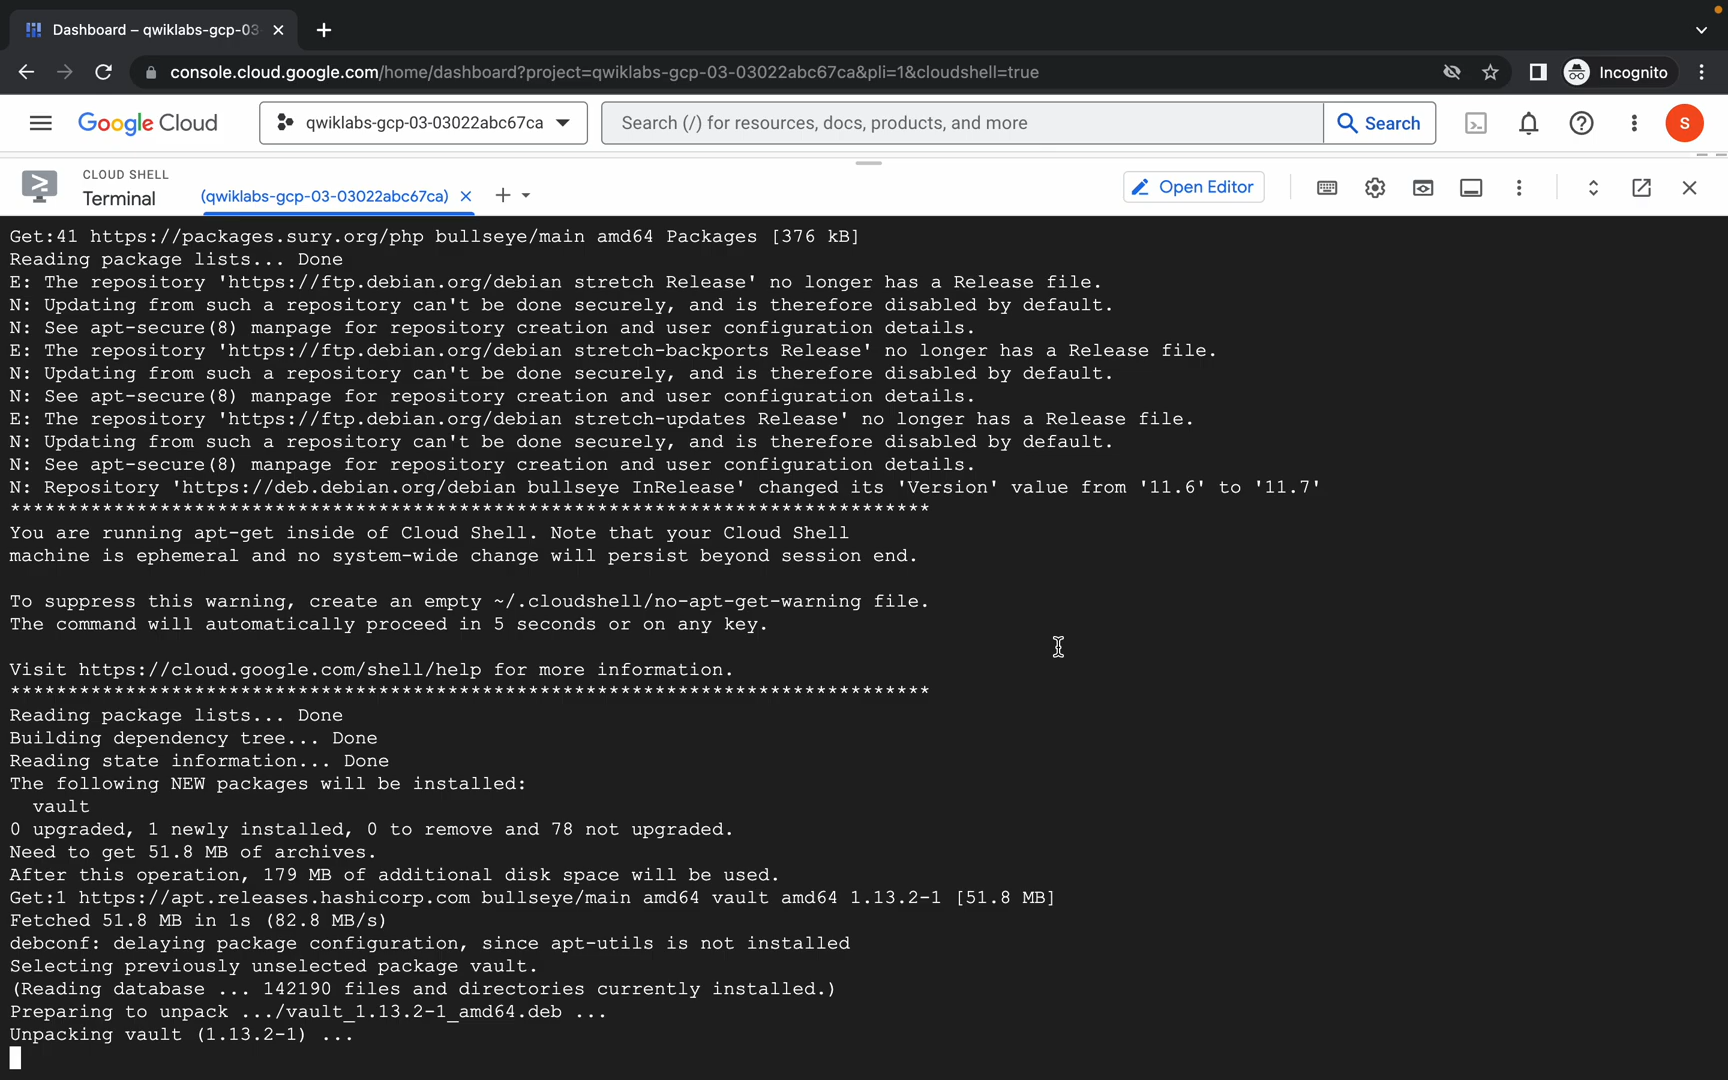 Dashboard – qwiklabs-gcp-03
console.cloud.google.com/home/dashboard?project=qwiklabs-gcp-03-03022abc67ca&pli=1&cloudshell=true
Incognito
Google Cloud
qwiklabs-gcp-03-03022abc67ca
Search (/) for resources, docs, products, and more
Search
S
CLOUD SHELL
Terminal
(qwiklabs-gcp-03-03022abc67ca)
Open Editor
Get:41 https://packages.sury.org/php bullseye/main amd64 Packages [376 kB]
Reading package lists... Done
E: The repository 'https://ftp.debian.org/debian stretch Release' no longer has a Release file.
N: Updating from such a repository can't be done securely, and is therefore disabled by default.
N: See apt-secure(8) manpage for repository creation and user configuration details.
E: The repository 'https://ftp.debian.org/debian stretch-backports Release' no longer has a Release file.
N: Updating from such a repository can't be done securely, and is therefore disabled by default.
N: See apt-secure(8) manpage for repository creation and user configuration details.
E: The repository 'https://ftp.debian.org/debian stretch-updates Release' no longer has a Release file.
N: Updating from such a repository can't be done securely, and is therefore disabled by default.
N: See apt-secure(8) manpage for repository creation and user configuration details.
N: Repository 'https://deb.debian.org/debian bullseye InRelease' changed its 'Version' value from '11.6' to '11.7'
********************************************************************************
You are running apt-get inside of Cloud Shell. Note that your Cloud Shell
machine is ephemeral and no system-wide change will persist beyond session end.
To suppress this warning, create an empty ~/.cloudshell/no-apt-get-warning file.
The command will automatically proceed in 5 seconds or on any key.
Visit https://cloud.google.com/shell/help for more information.
********************************************************************************
Reading package lists... Done
Building dependency tree... Done
Reading state information... Done
The following NEW packages will be installed:
  vault
0 upgraded, 1 newly installed, 0 to remove and 78 not upgraded.
Need to get 51.8 MB of archives.
After this operation, 179 MB of additional disk space will be used.
Get:1 https://apt.releases.hashicorp.com bullseye/main amd64 vault amd64 1.13.2-1 [51.8 MB]
Fetched 51.8 MB in 1s (82.8 MB/s)
debconf: delaying package configuration, since apt-utils is not installed
Selecting previously unselected package vault.
(Reading database ... 142190 files and directories currently installed.)
Preparing to unpack .../vault_1.13.2-1_amd64.deb ...
Unpacking vault (1.13.2-1) ...